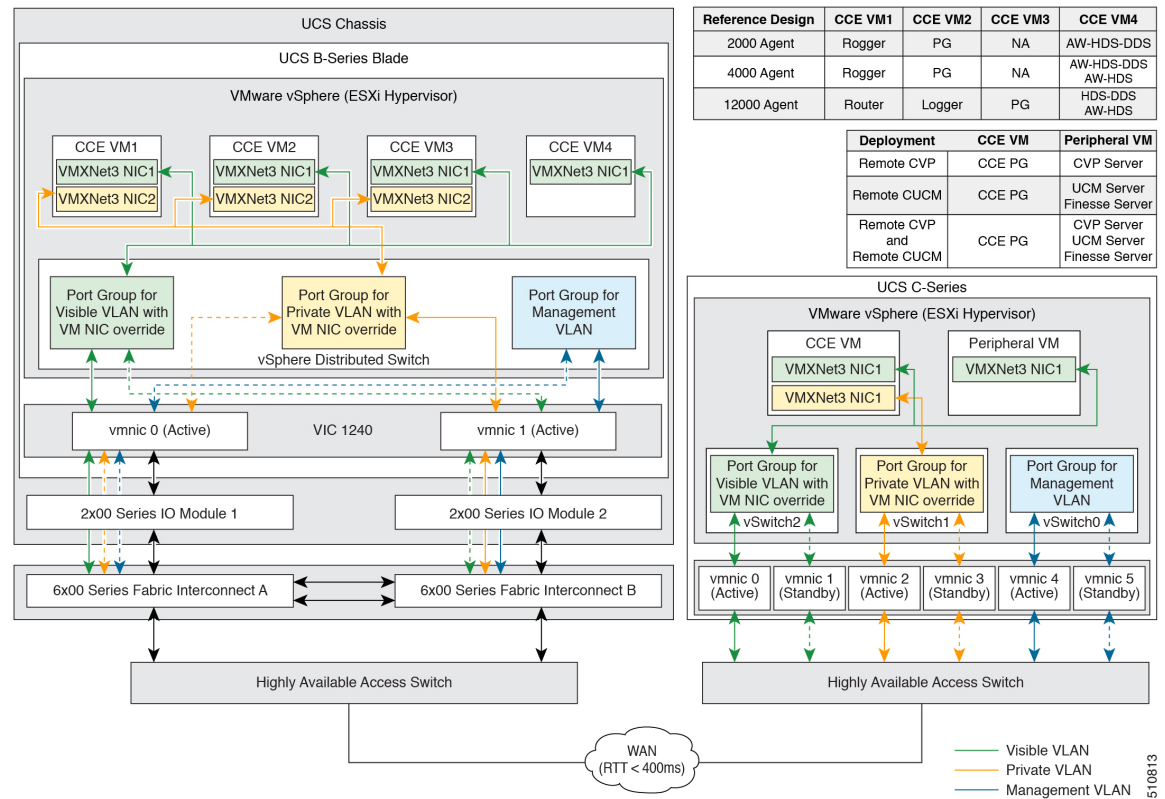 UCS Chassis
UCS B-Series Blade
VMware vSphere (ESXi Hypervisor)
CCE VM1
VMXNet3 NIC1
VMXNet3 NIC2
CCE VM2
VMXNet3 NIC1
VMXNet3 NIC2
CCE VM3
VMXNet3 NIC1
VMXNet3 NIC2
CCE VM4
VMXNet3 NIC1
Port Group for
Visible VLAN with
VM NIC override
Port Group for
Private VLAN with
VM NIC override
Port Group for
Management
VLAN
vSphere Distributed Switch
vmnic 0 (Active)
VIC 1240
vmnic 1 (Active)
2x00 Series IO Module 1
2x00 Series IO Module 2
6x00 Series Fabric Interconnect A
6x00 Series Fabric Interconnect B
Highly Available Access Switch
Reference Design CCE VM1 CCE VM2 CCE VM3 CCE VM4
2000 Agent Rogger PG NA AW-HDS-DDS
4000 Agent Rogger PG NA AW-HDS-DDS
AW-HDS
12000 Agent Router Logger PG HDS-DDS
AW-HDS
Deployment CCE VM Peripheral VM
Remote CVP CCE PG CVP Server
Remote CUCM CCE PG UCM Server
Finesse Server
Remote CVP
and
Remote CUCM
CCE PG
CVP Server
UCM Server
Finesse Server
UCS C-Series
VMware vSphere (ESXi Hypervisor)
CCE VM
VMXNet3 NIC1
VMXNet3 NIC1
Peripheral VM
VMXNet3 NIC1
Port Group for
Visible VLAN with
VM NIC override
vSwitch2
Port Group for
Private VLAN with
VM NIC override
vSwitch1
Port Group for
Management
VLAN
vSwitch0
vmnic 0
(Active)
vmnic 1
(Standby)
vmnic 2
(Active)
vmnic 3
(Standby)
vmnic 4
(Active)
vmnic 5
(Standby)
Highly Available Access Switch
WAN
(RTT < 400ms)
Visible VLAN
Private VLAN
Management VLAN
510813